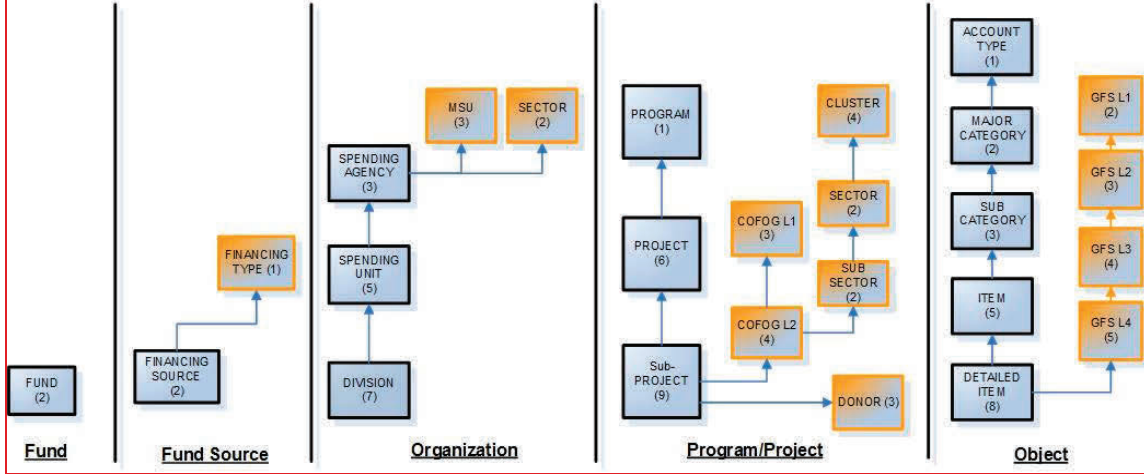 FUND
(2)
Fund
FINANCING
TYPE (1)
FINANCING
SOURCE
(2)
Fund Source
MSU
(3)
SECTOR
(2)
SPENDING
AGENCY
(3)
SPENDING
UNIT
(5)
DIVISION
(7)
Organization
PROGRAM
(1)
PROJECT
(6)
Sub-
PROJECT
(9)
COFOG L1
(3)
COFOG L2
(4)
CLUSTER
(4)
SECTOR
(2)
SUB
SECTOR
(2)
DONOR (3)
Program/Project
ACCOUNT
TYPE
(1)
MAJOR
CATEGORY
(2)
SUB
CATEGORY
(3)
ITEM
(5)
DETAILED
ITEM
(8)
GFS L1
(2)
GFS L2
(3)
GFS L3
(4)
GFS L4
(5)
Object